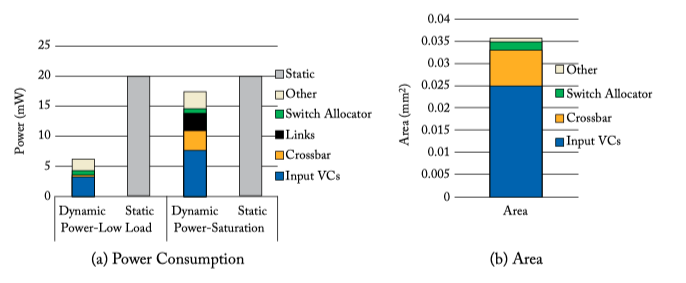 25
20
15
10
5
0
Power (mW)
Dynamic Static Dynamic Static
Power-Low Load Power-Saturation
Static
Other
Switch Allocator
Links
Crossbar
Input VCs
(a) Power Consumption
0.04
0.035
0.03
0.025
0.02
0.015
0.01
0.005
0
Area (mm²)
Area
Other
Switch Allocator
Crossbar
Input VCs
(b) Area